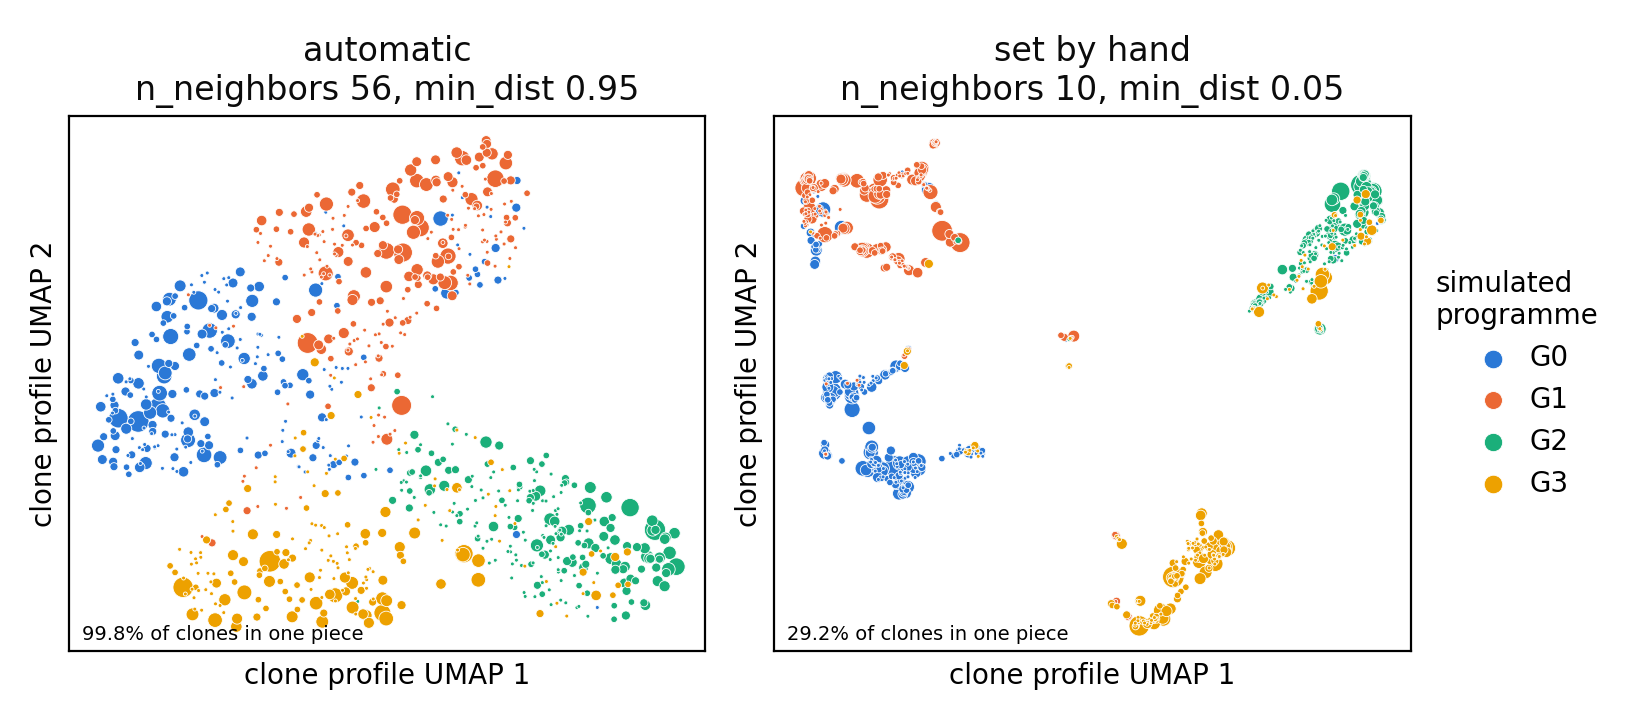 automatic
n_neighbors 56, min_dist 0.95
set by hand
n_neighbors 10, min_dist 0.05
clone profile UMAP 2
99.8% of clones in one piece
clone profile UMAP 1
clone profile UMAP 2
29.2% of clones in one piece
clone profile UMAP 1
simulated
programme
G0
G1
G2
G3